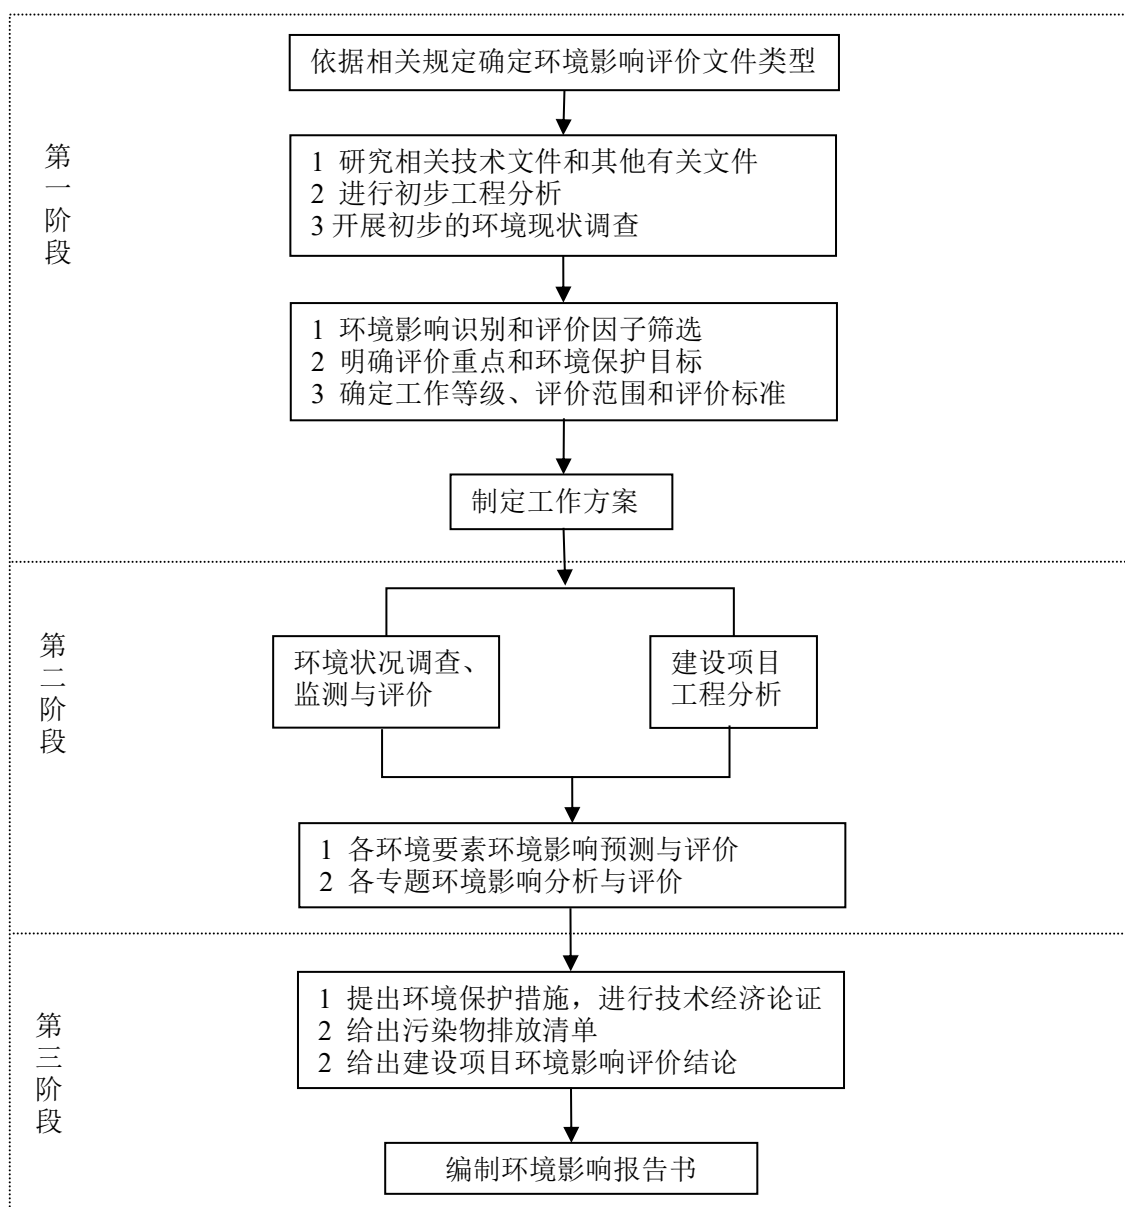 依据相关规定确定环境影响评价文件类型
第一阶段
1 研究相关技术文件和其他有关文件
2 进行初步工程分析
3 开展初步的环境现状调查
1 环境影响识别和评价因子筛选
2 明确评价重点和环境保护目标
3 确定工作等级、评价范围和评价标准
制定工作方案
第二阶段
环境状况调查、
监测与评价
建设项目
工程分析
1 各环境要素环境影响预测与评价
2 各专题环境影响分析与评价
第三阶段
1 提出环境保护措施，进行技术经济论证
2 给出污染物排放清单
2 给出建设项目环境影响评价结论
编制环境影响报告书